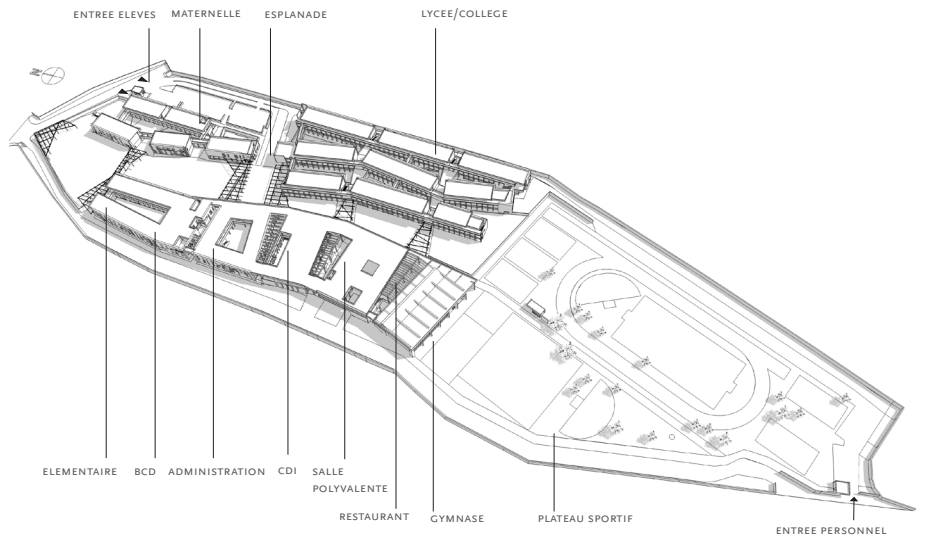 ENTREE ELEVES
MATERNELLE
ESPLANADE
LYCEE/COLLEGE
N
ELEMENTAIRE
BCD
ADMINISTRATION
CDI
SALLE
POLYVALENTE
RESTAURANT
GYMNASE
PLATEAU SPORTIF
ENTREE PERSONNEL